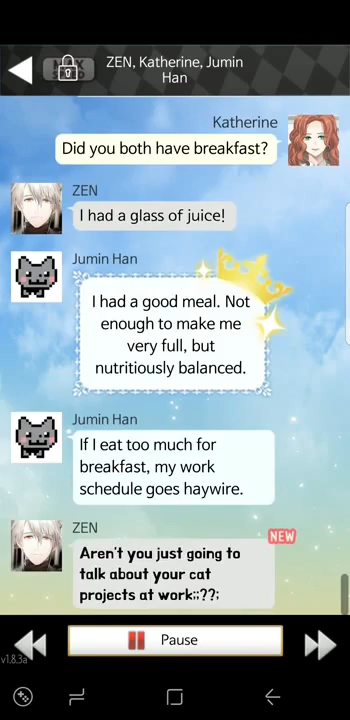 ZEN, Katherine, Jumin
Han
Katherine
Did you both have breakfast?
ZEN
I had a glass of juice!
Jumin Han
I had a good meal. Not
enough to make me
very full, but
nutritiously balanced.
Jumin Han
If I eat too much for
breakfast, my work
schedule goes haywire.
ZEN
NEW
Aren't you just going to
talk about your cat
projects at work;;??;
Pause
v1.8.3a